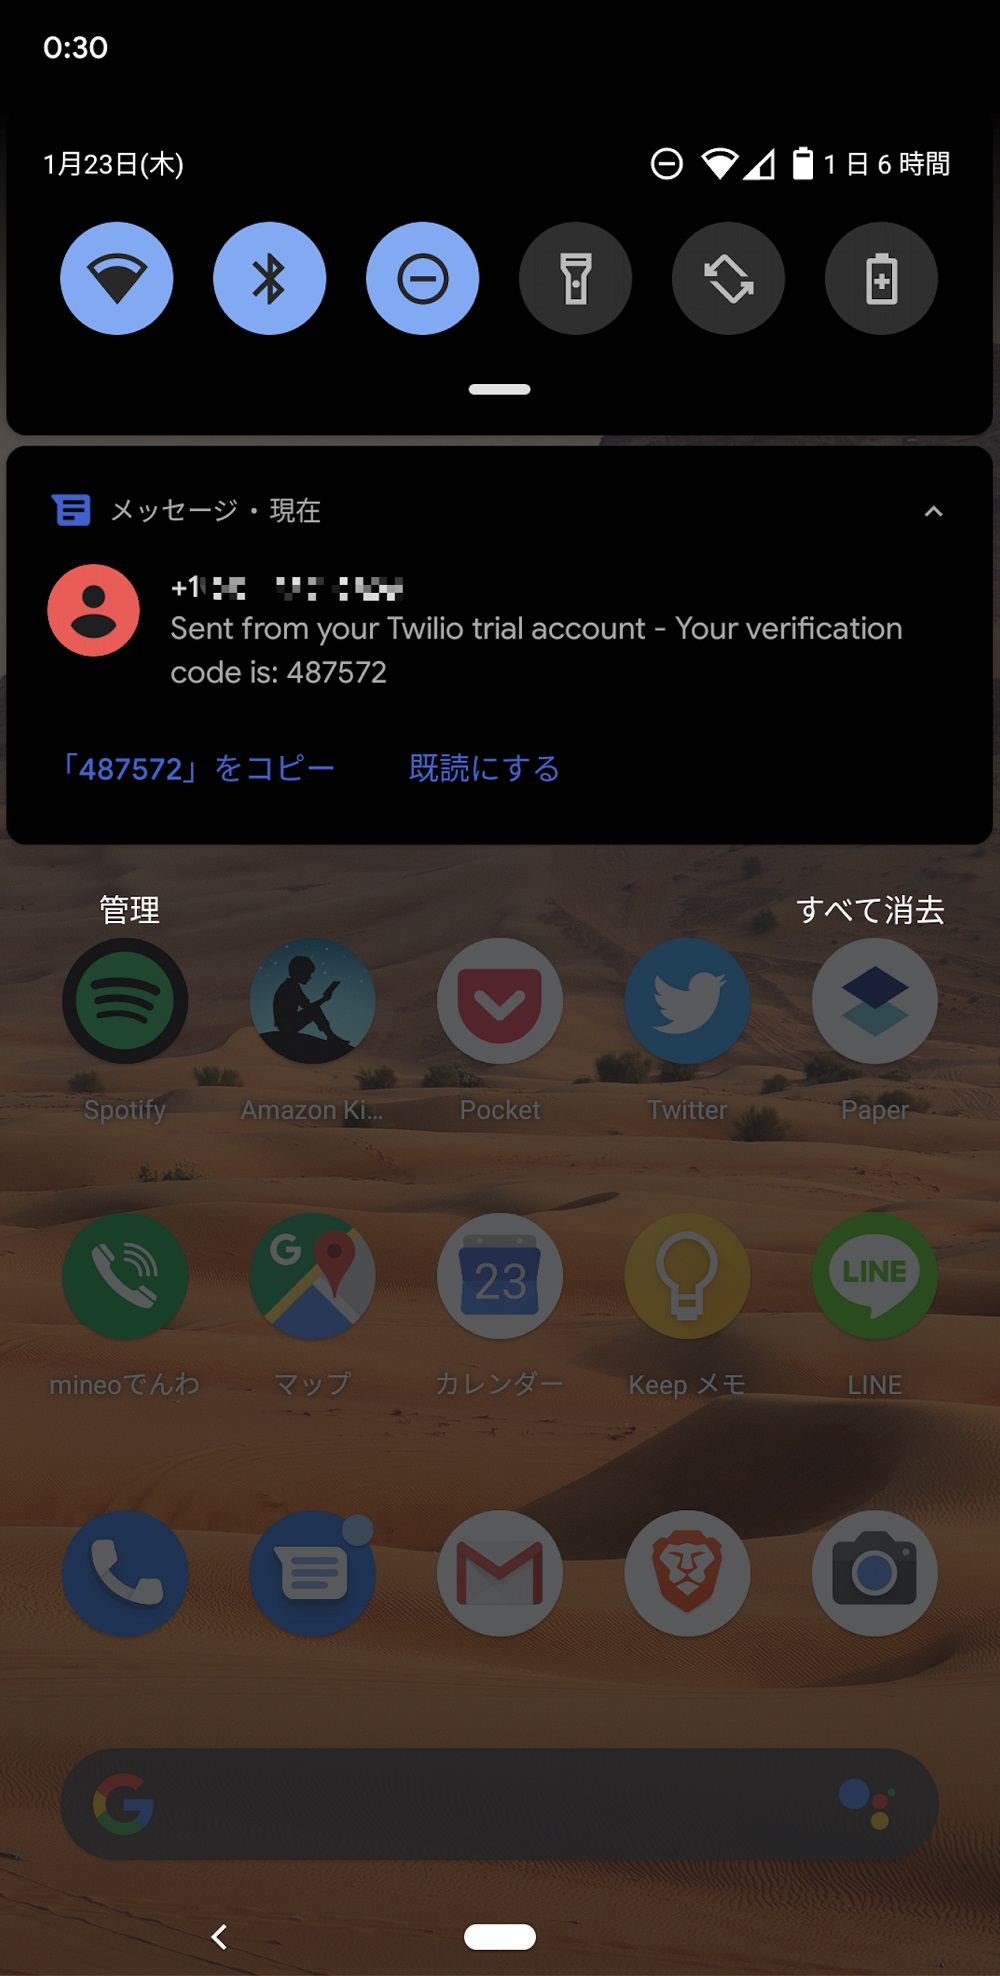 0:30
1月23日(木)
1 日 6 時間
メッセージ・現在
+1
Sent from your Twilio trial account - Your verification
code is: 487572
「487572」をコピー
既読にする
管理
すべて消去
Spotify
Amazon Ki...
Pocket
Twitter
Paper
G
23
LINE
mineoでんわ
マップ
カレンダー
Keep メモ
LINE
G